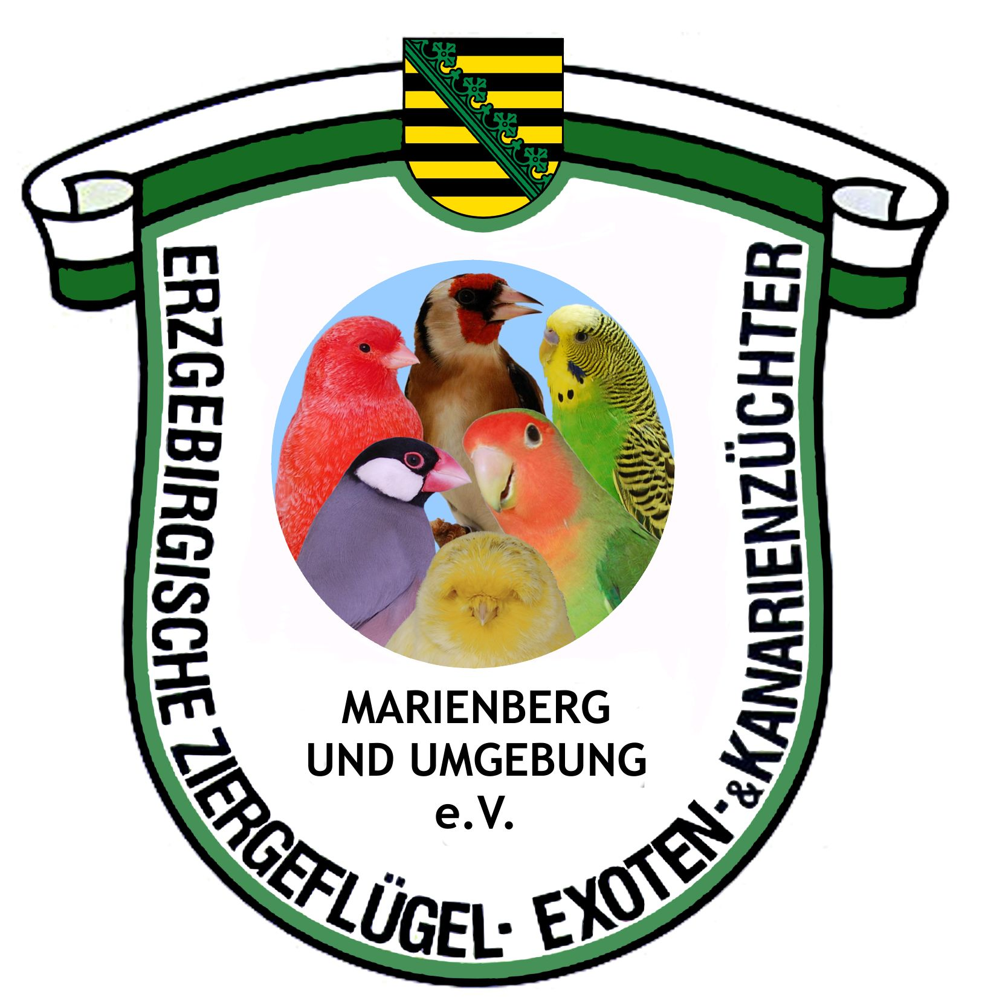 ERZGEBIRGISCHE ZIERGEFLÜGEL- EXOTEN-&KANARIENZÜCHTER
MARIENBERG
UND UMGEBUNG
e.V.